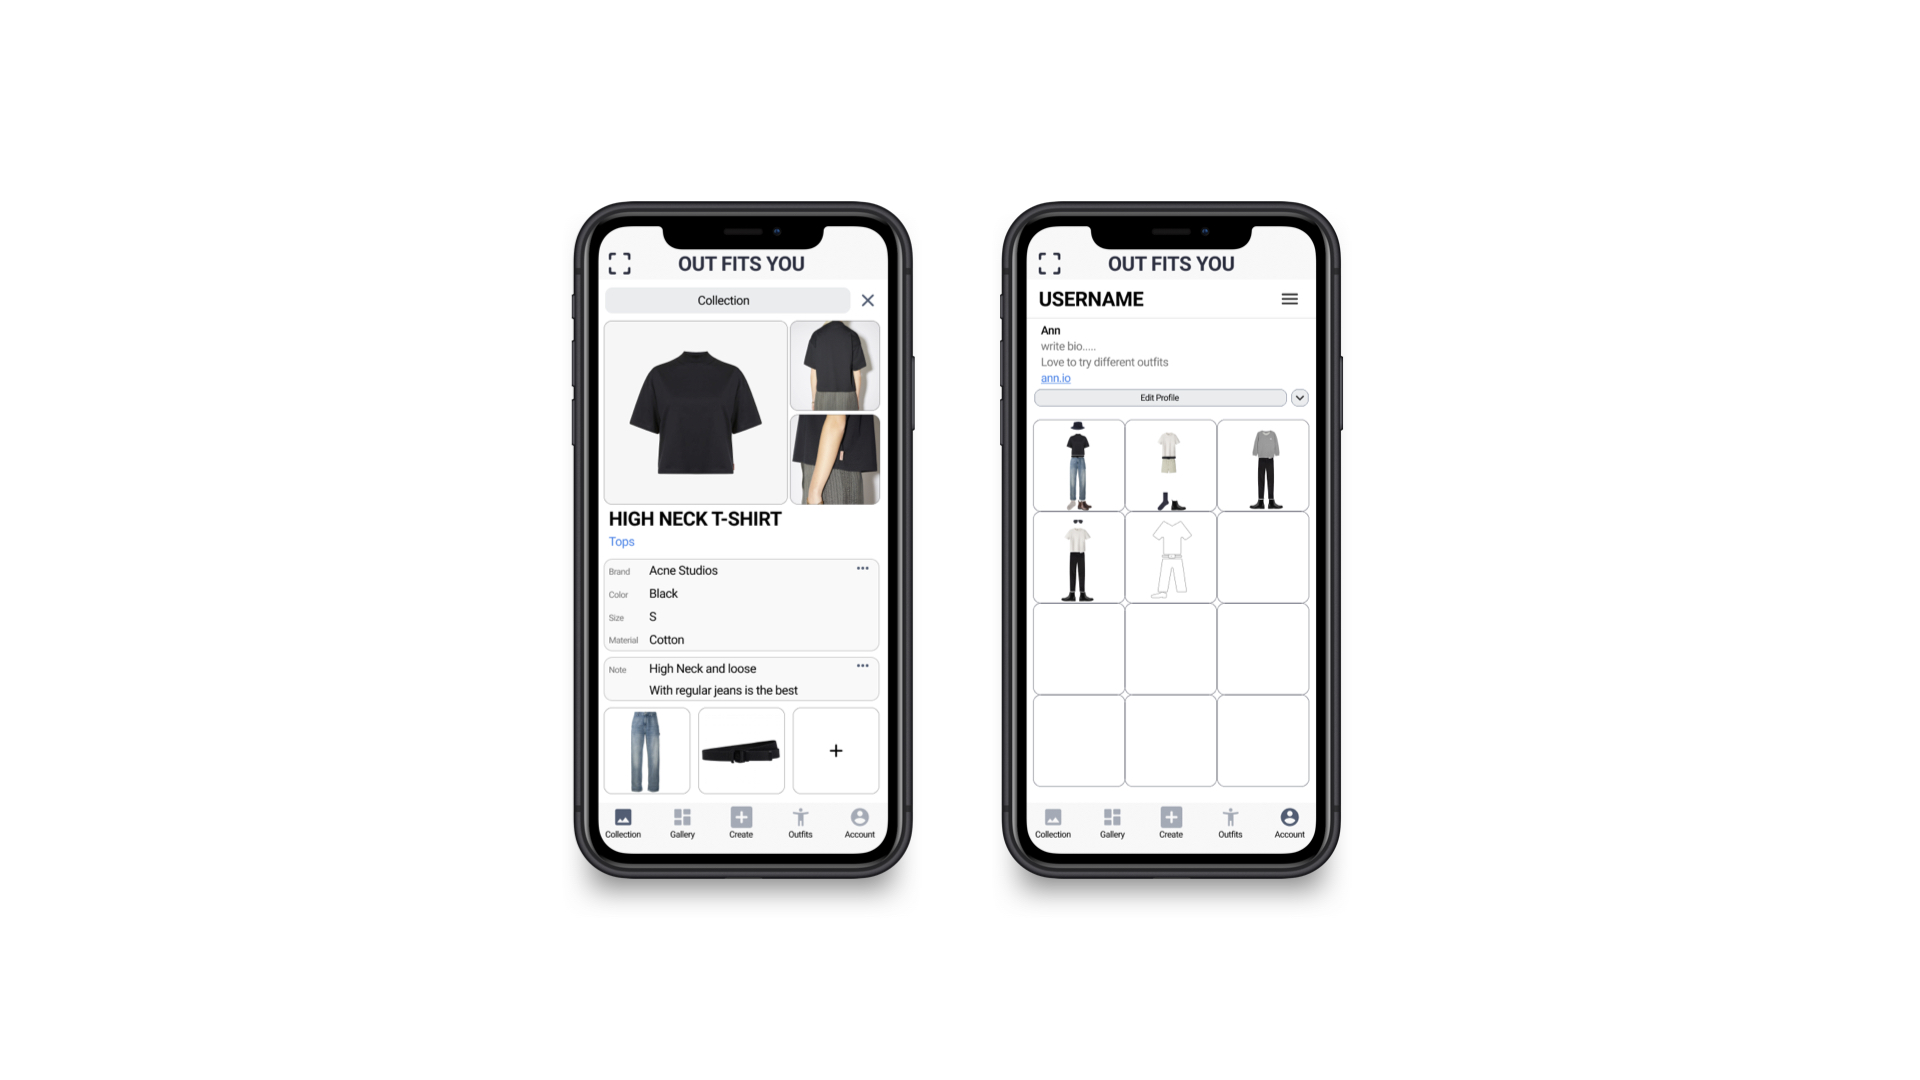 OUT FITS YOU
Collection
HIGH NECK T-SHIRT
Tops
Brand Acne Studios
Color Black
Size S
Material Cotton
Note High Neck and loose
With regular jeans is the best
Collection Gallery Create Outfits Account
OUT FITS YOU
USERNAME
Ann
write bio.....
Love to try different outfits
ann.io
Edit Profile
Collection Gallery Create Outfits Account